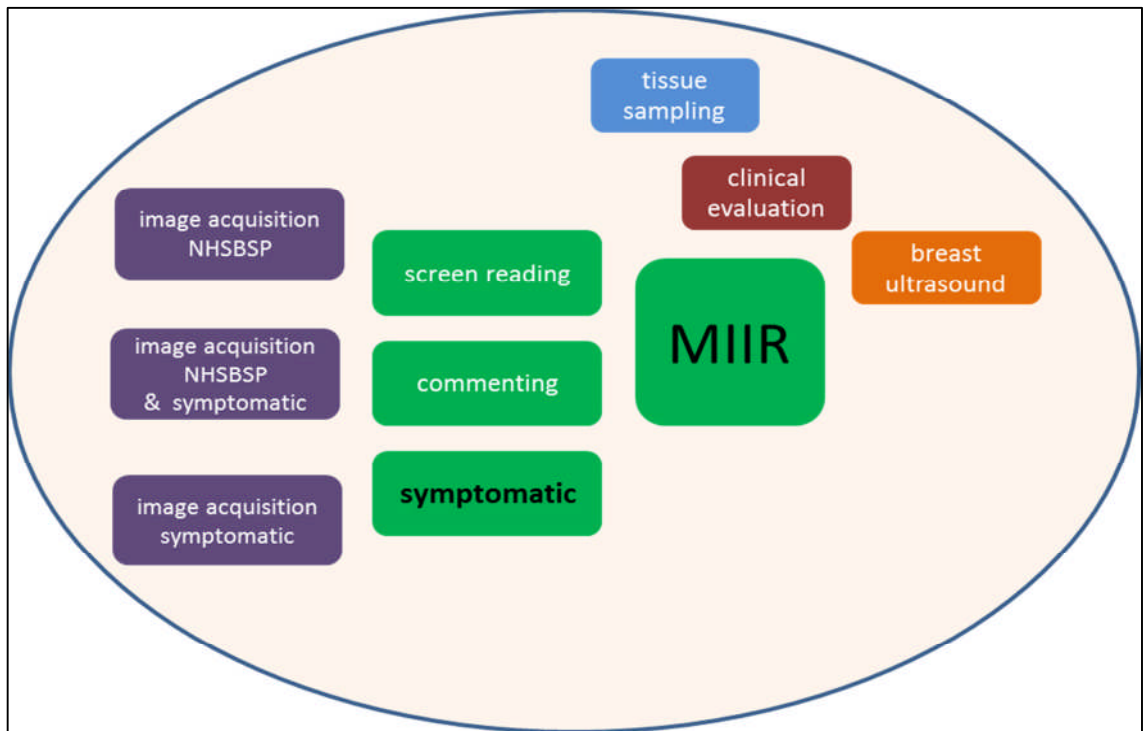 tissue
sampling
clinical
evaluation
image acquisition
NHSBSP
screen reading
breast
ultrasound
MIIR
image acquisition
NHSBSP
& symptomatic
commenting
symptomatic
image acquisition
symptomatic